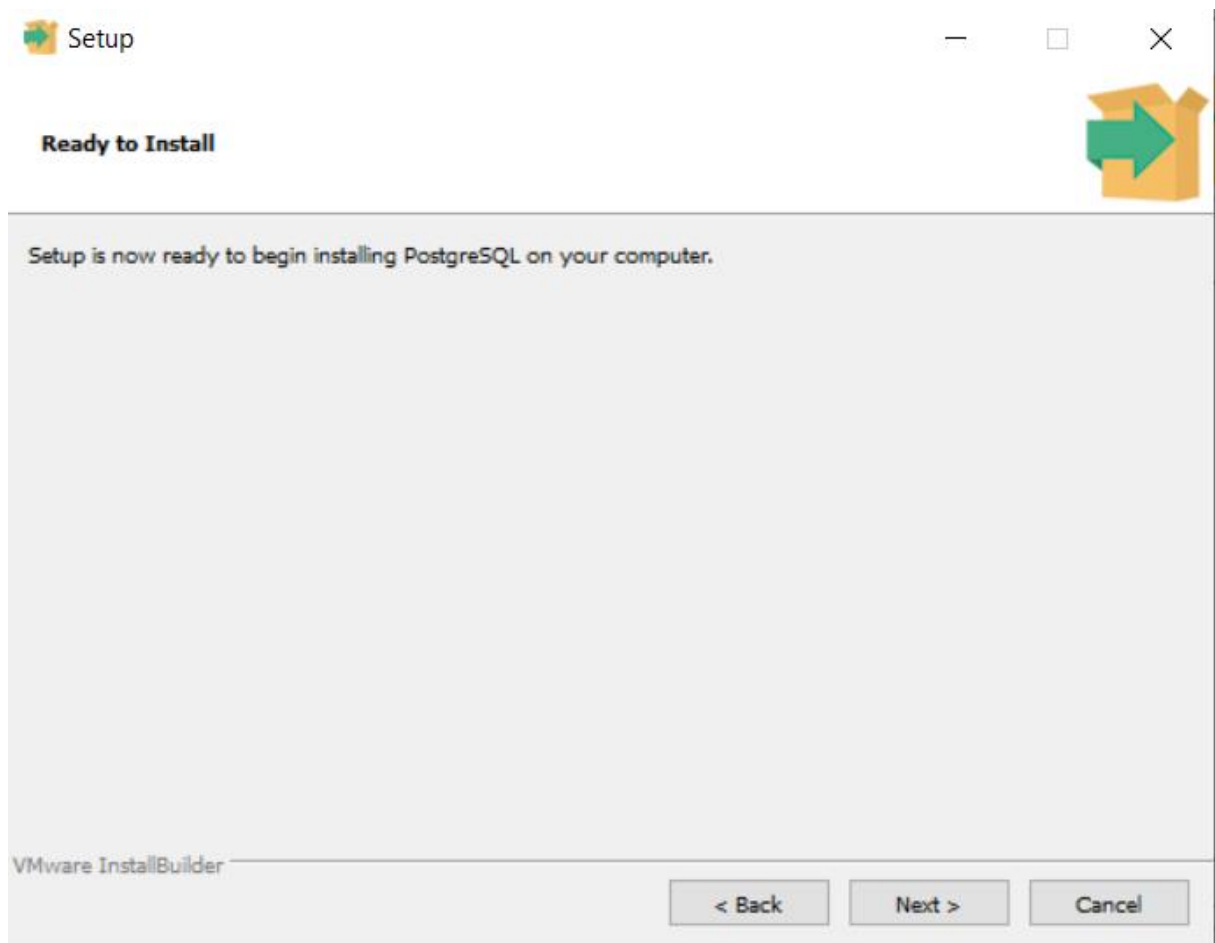 Setup
Ready to Install
Setup is now ready to begin installing PostgreSQL on your computer.
VMware InstallBuilder
< Back
Next >
Cancel